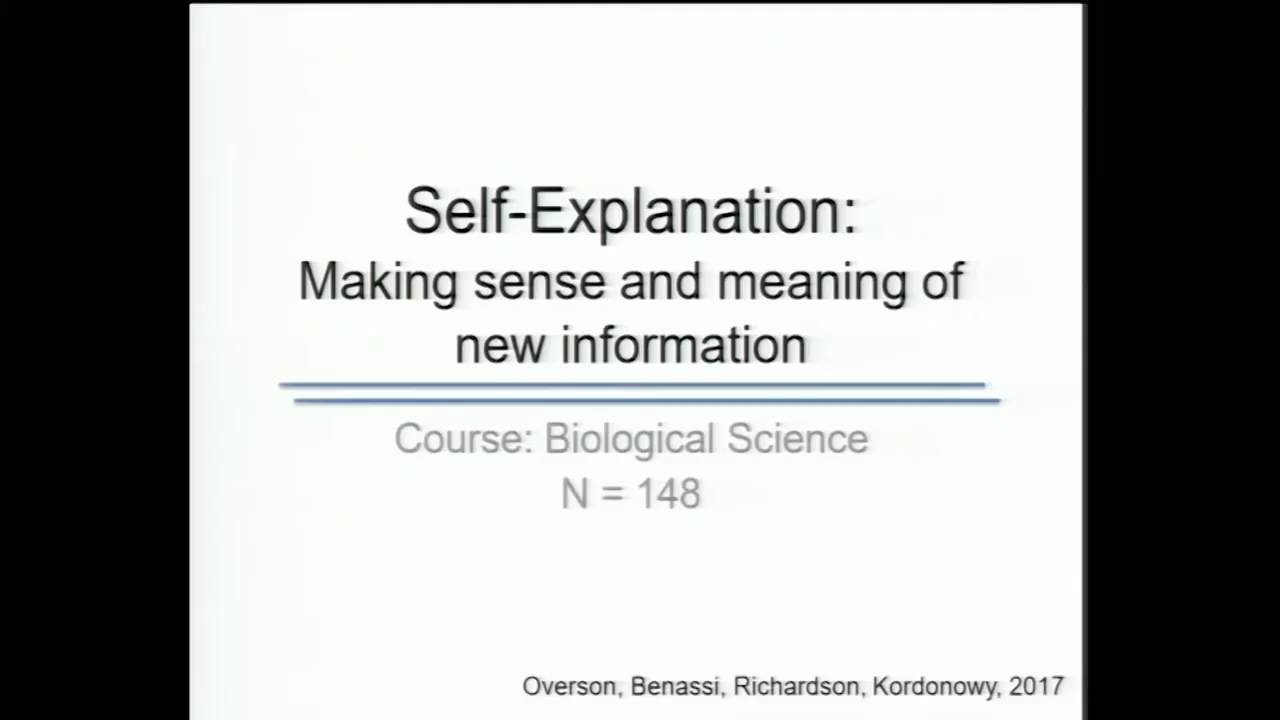 Self-Explanation:
Making sense and meaning of
new information
Course: Biological Science
N = 148
Overson, Benassi, Richardson, Kordonowy, 2017